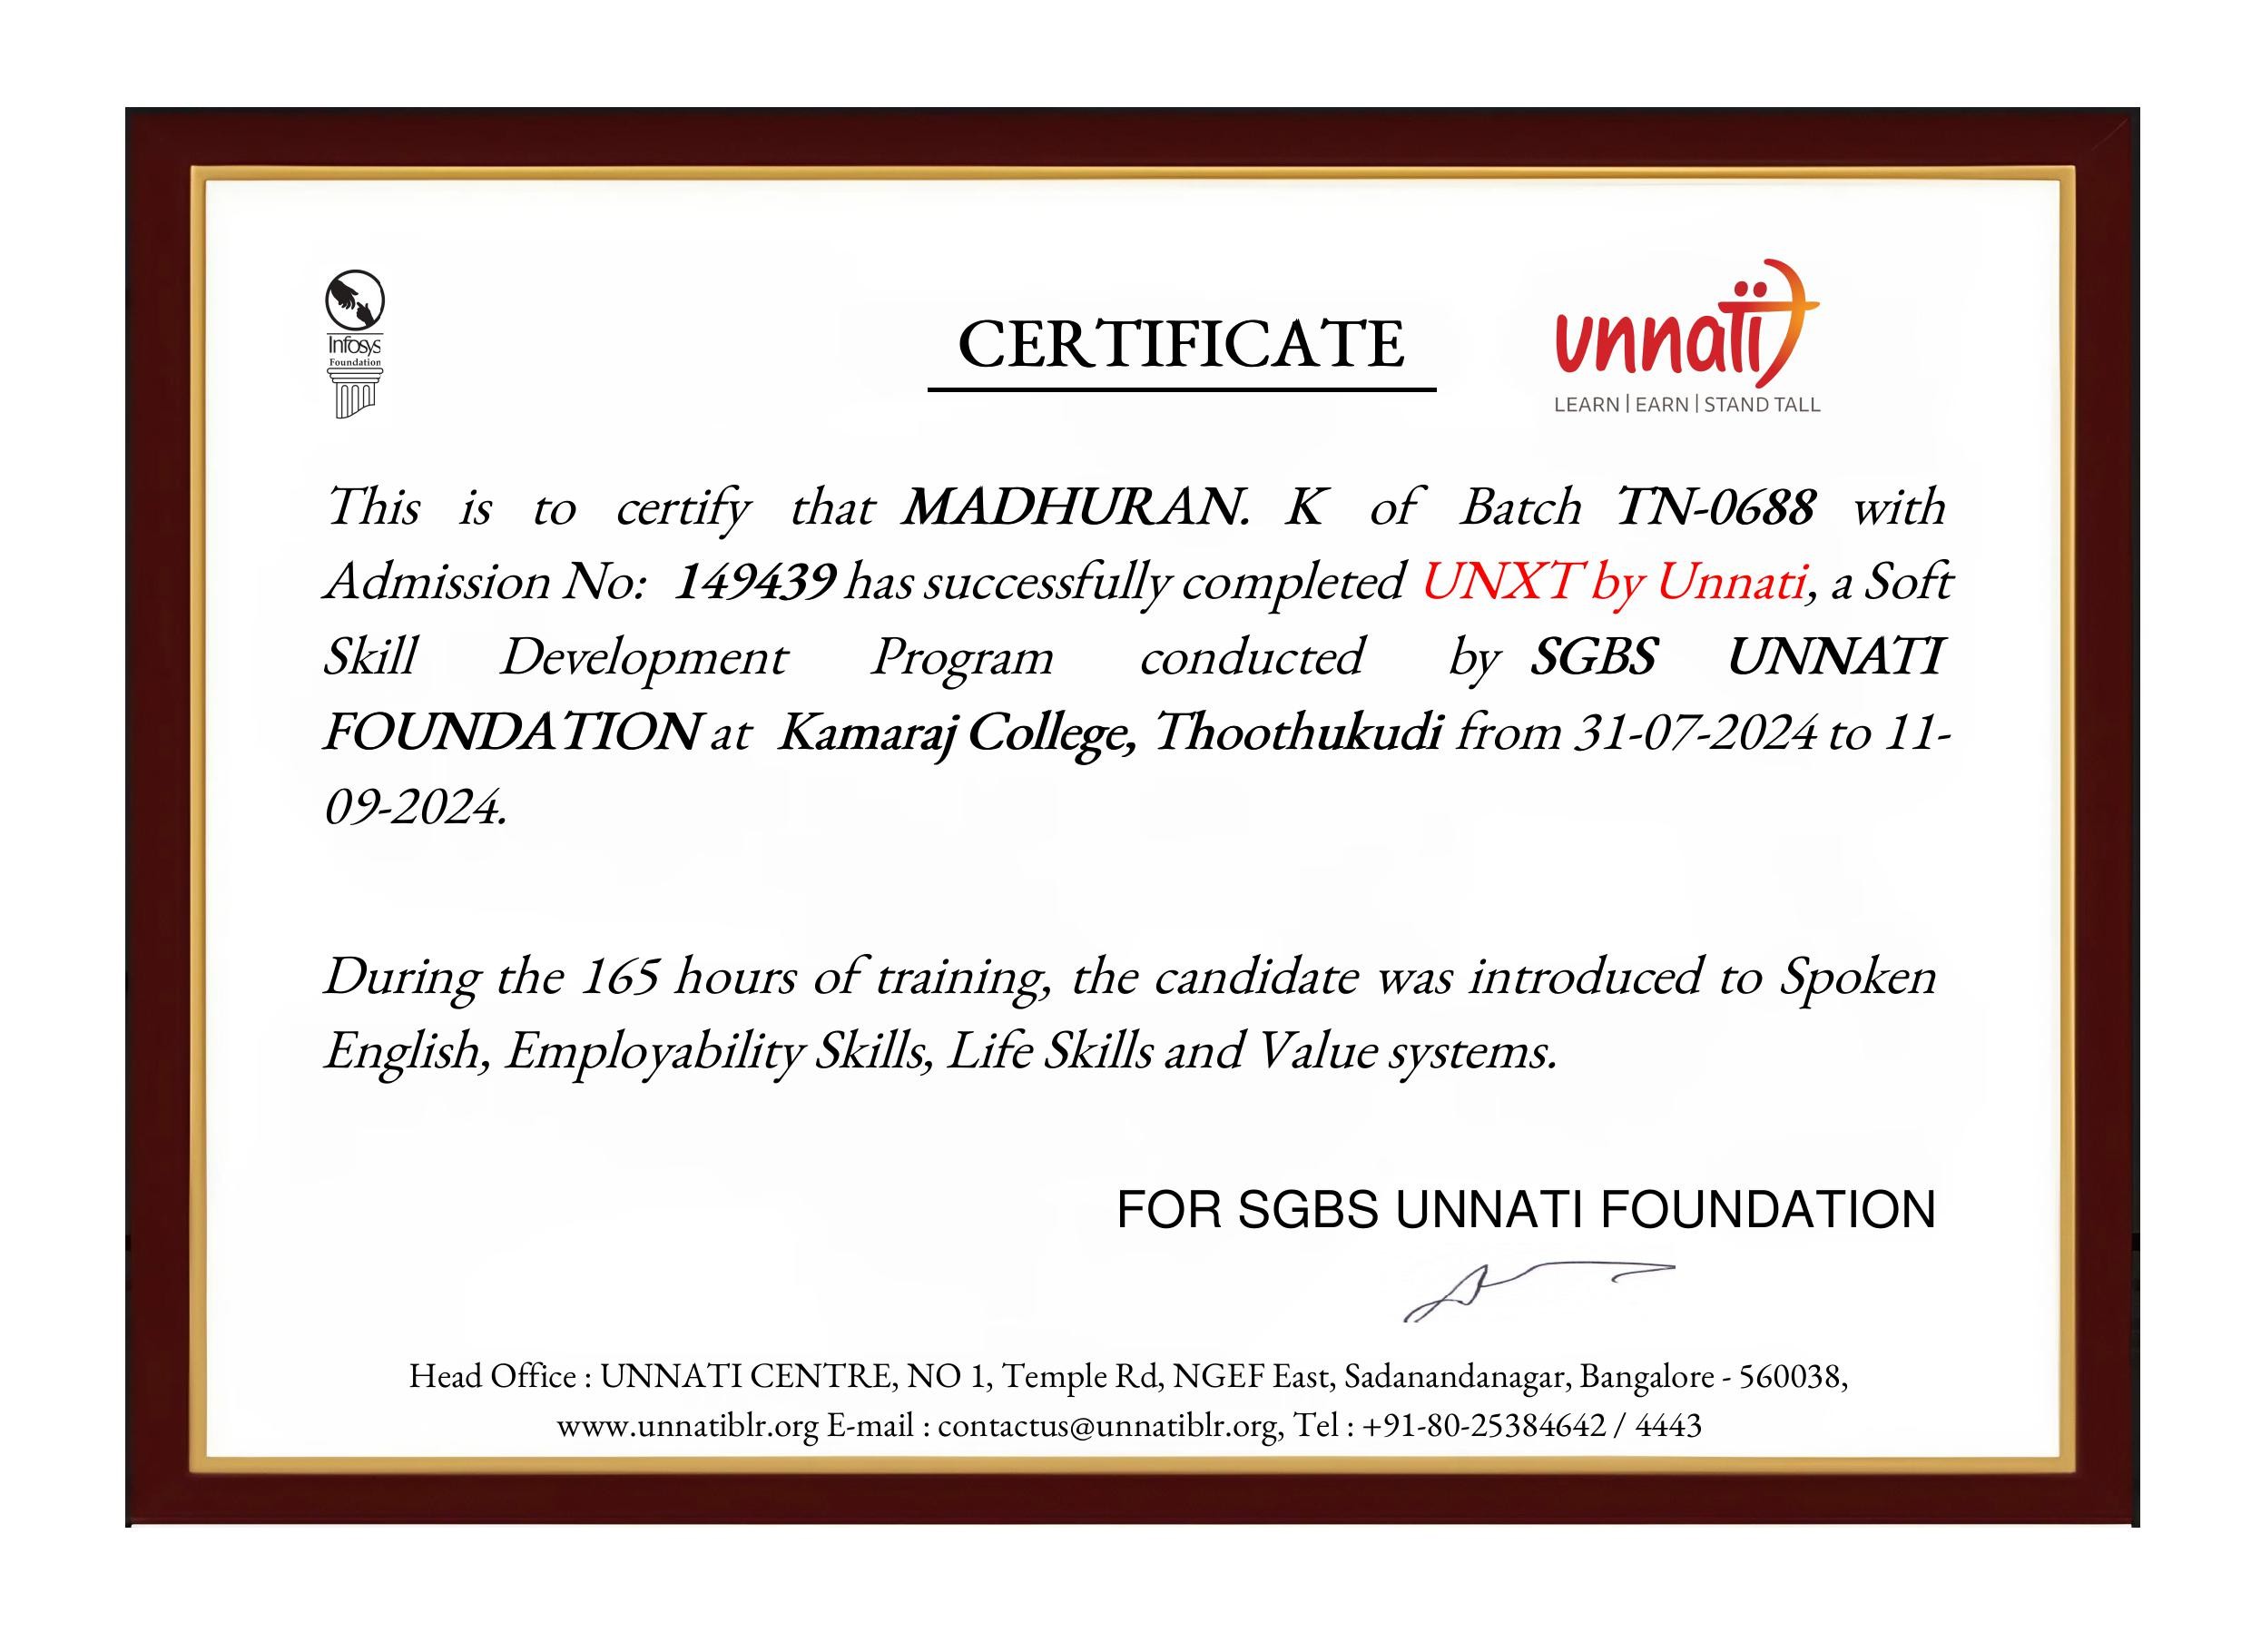 Infosys
Foundation
CERTIFICATE
unnati
LEARN | EARN | STAND TALL
This is to certify that MADHURAN. K of Batch TN-0688 with
Admission No: 149439 has successfully completed UNXT by Unnati, a Soft
Skill Development Program conducted by SGBS UNNATI
FOUNDATION at Kamaraj College, Thoothukudi from 31-07-2024 to 11-
09-2024.
During the 165 hours of training, the candidate was introduced to Spoken
English, Employability Skills, Life Skills and Value systems.
FOR SGBS UNNATI FOUNDATION
Head Office : UNNATI CENTRE, NO 1, Temple Rd, NGEF East, Sadanandanagar, Bangalore - 560038,
www.unnatiblr.org E-mail : contactus@unnatiblr.org, Tel : +91-80-25384642 / 4443